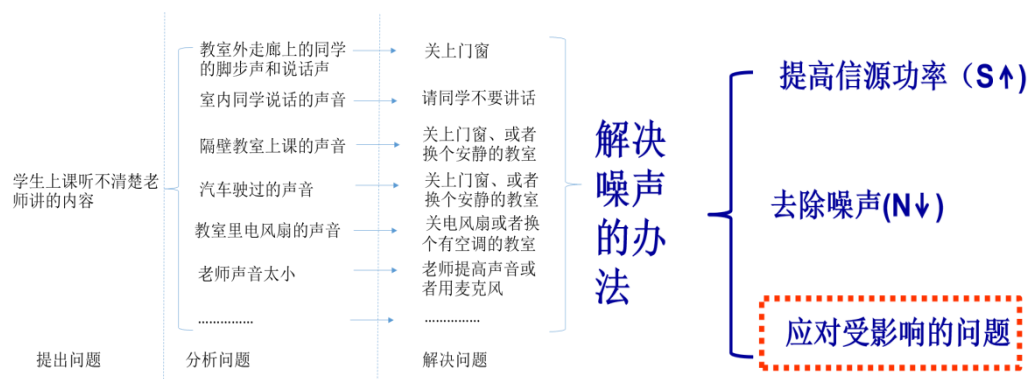 学生上课听不清楚老
师讲的内容
教室外走廊上的同学
的脚步声和说话声
关上门窗
室内同学说话的声音
请同学不要讲话
隔壁教室上课的声音
关上门窗、或者
换个安静的教室
汽车驶过的声音
关上门窗、或者
换个安静的教室
教室里电风扇的声音
关电风扇或者换
个有空调的教室
老师声音太小
老师提高声音或
者用麦克风
……………
……………
提出问题
分析问题
解决问题
解决
噪声
的办
法
提高信源功率（S↑)
去除噪声(N↓)
应对受影响的问题